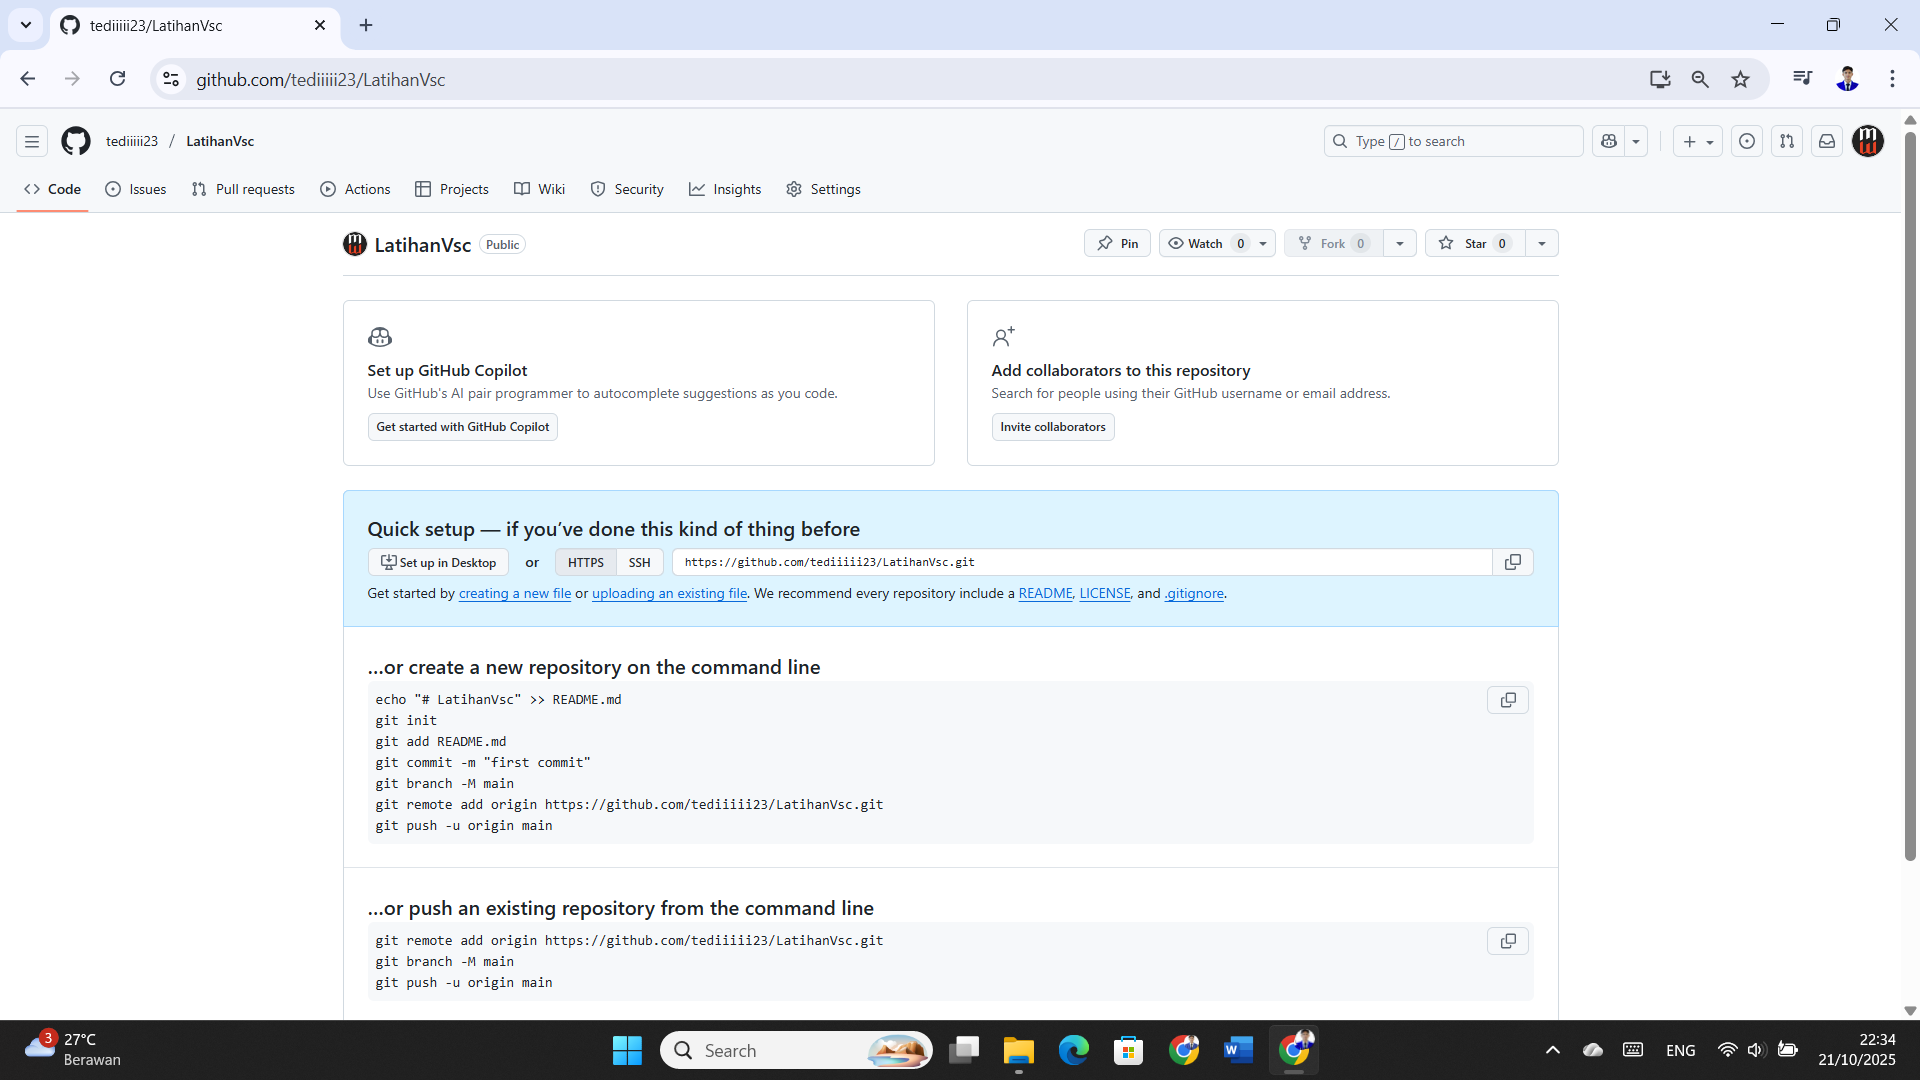 tediiiii23/LatihanVsc
github.com/tediiiii23/LatihanVsc
tediiiii23 / LatihanVsc
Type / to search
Code
Issues
Pull requests
Actions
Projects
Wiki
Security
Insights
Settings
LatihanVsc Public
Pin
Watch 0
Fork 0
Star 0
Set up GitHub Copilot
Use GitHub's AI pair programmer to autocomplete suggestions as you code.
Get started with GitHub Copilot
Add collaborators to this repository
Search for people using their GitHub username or email address.
Invite collaborators
Quick setup — if you’ve done this kind of thing before
Set up in Desktop or HTTPS SSH https://github.com/tediiiii23/LatihanVsc.git
Get started by creating a new file or uploading an existing file. We recommend every repository include a README, LICENSE, and .gitignore.
…or create a new repository on the command line
echo "# LatihanVsc" >> README.md
git init
git add README.md
git commit -m "first commit"
git branch -M main
git remote add origin https://github.com/tediiiii23/LatihanVsc.git
git push -u origin main
…or push an existing repository from the command line
git remote add origin https://github.com/tediiiii23/LatihanVsc.git
git branch -M main
git push -u origin main
3
27°C
Berawan
Search
ENG
22:34
21/10/2025